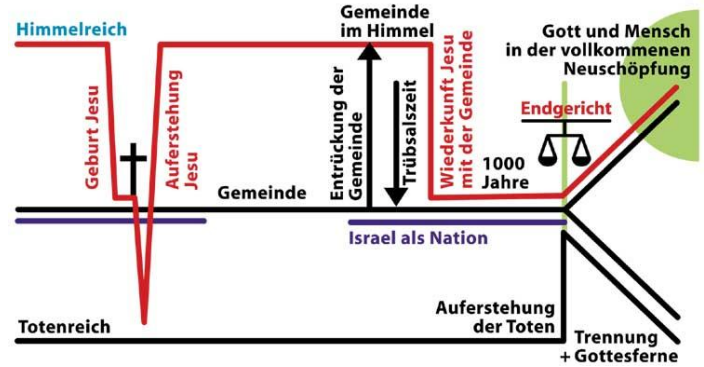 Himmelreich
Geburt Jesu
Auferstehung
Jesu
Gemeinde
Gemeinde
im Himmel
Entrückung der
Gemeinde
Trübsalszeit
Wiederkunft Jesu
mit der Gemeinde
1000
Jahre
Endgericht
Gott und Mensch
in der vollkommenen
Neuschöpfung
Israel als Nation
Totenreich
Auferstehung
der Toten
Trennung
+ Gottesferne